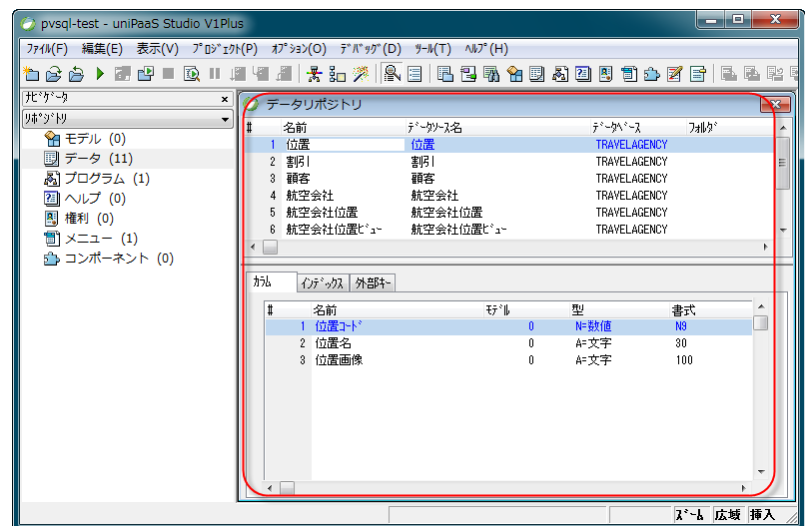 pvsql-test - uniPaaS Studio V1Plus
ﾌｧｲﾙ(F) 編集(E) 表示(V) ﾌﾟﾛｼﾞｪｸﾄ(P) ｵﾌﾟｼｮﾝ(O) ﾃﾞﾊﾞｯｸﾞ(D) ﾂｰﾙ(T) ﾍﾙﾌﾟ(H)
ﾅﾋﾞｹﾞｰﾀ
ﾘﾎﾟｼﾞﾄﾘ
モデル (0)
データ (11)
プログラム (1)
ヘルプ (0)
権利 (0)
メニュー (1)
コンポーネント (0)
データリポジトリ
# 名前 ﾃﾞｰﾀｿｰｽ名 ﾃﾞｰﾀﾍﾞｰｽ ﾌｫﾙﾀﾞ
1 位置 位置 TRAVELAGENCY
2 割引 割引 TRAVELAGENCY
3 顧客 顧客 TRAVELAGENCY
4 航空会社 航空会社 TRAVELAGENCY
5 航空会社位置 航空会社位置 TRAVELAGENCY
6 航空会社位置ﾋﾞｭｰ 航空会社位置ﾋﾞｭｰ TRAVELAGENCY
ｶﾗﾑ ｲﾝﾃﾞｯｸｽ 外部ｷｰ
# 名前 ﾓﾃﾞﾙ 型 書式
1 位置ｺｰﾄﾞ 0 N=数値 N9
2 位置名 0 A=文字 30
3 位置画像 0 A=文字 100
ｽﾞｰﾑ 広域 挿入